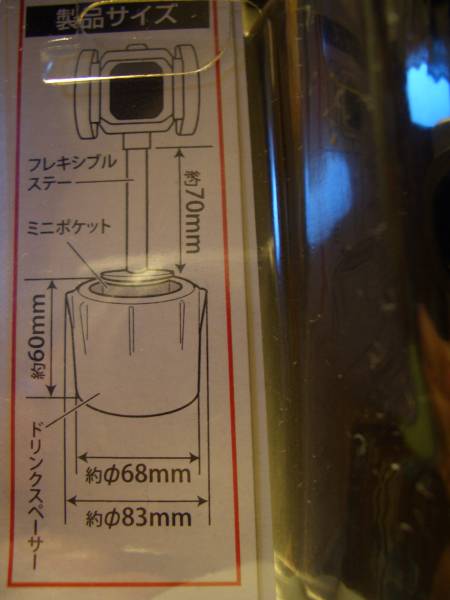 製品サイズ
フレキシブル
ステー
約70mm
ミニポケット
約60mm
ドリンクスペーサー
約φ68mm
約φ83mm